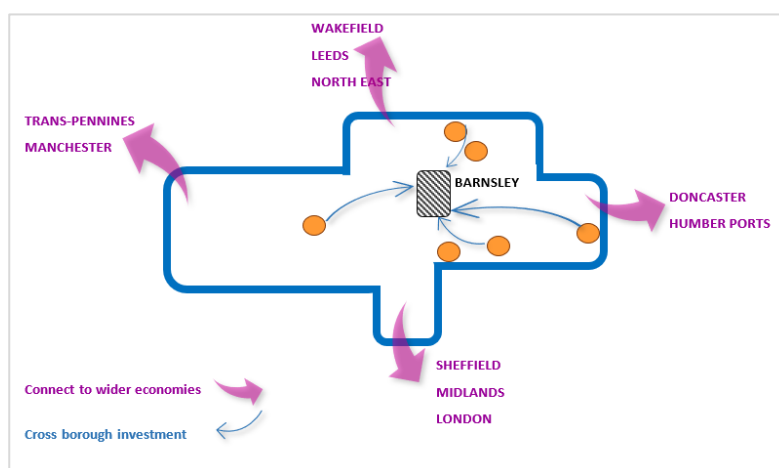 WAKEFIELD
LEEDS
NORTH EAST
TRANS-PENNINES
MANCHESTER
BARNSLEY
DONCASTER
HUMBER PORTS
SHEFFIELD
MIDLANDS
LONDON
Connect to wider economies
Cross borough investment